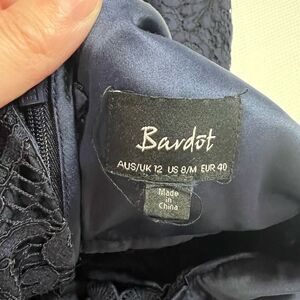 Bardot
AUS/UK 12 US 8/M EUR 40
Made
in
China